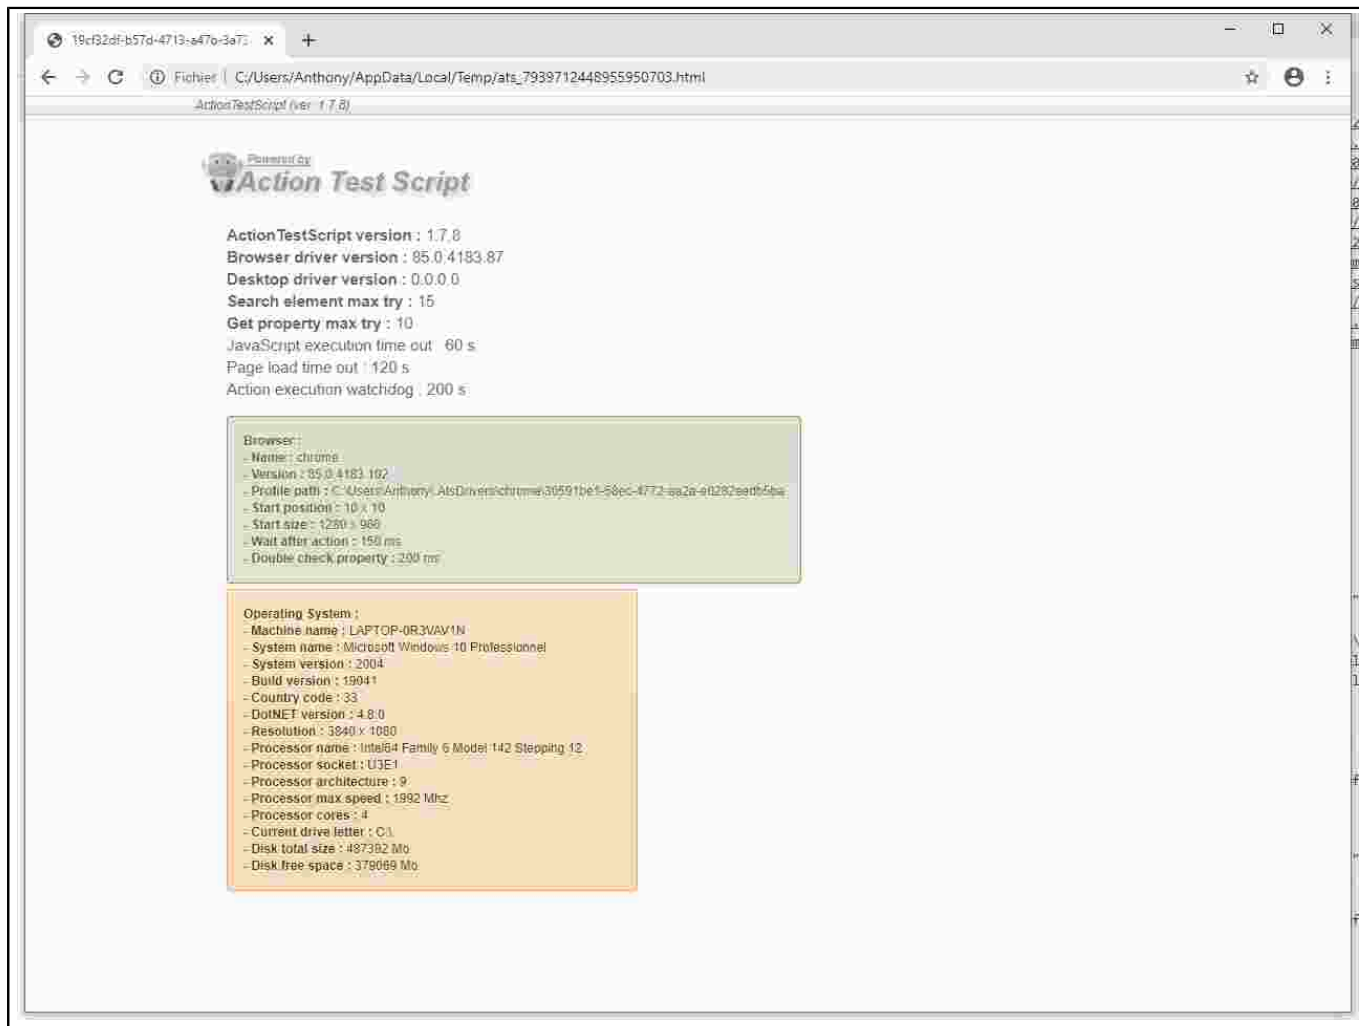 19cf32df-b57d-4713-a47b-3a7
Fichier | C:/Users/Anthony/AppData/Local/Temp/ats_7939712448955950703.html
ActionTestScript (ver. 1.7.8)
Powered by
Action Test Script
ActionTestScript version : 1.7.8
Browser driver version : 85.0.4183.87
Desktop driver version : 0.0.0.0
Search element max try : 15
Get property max try : 10
JavaScript execution time out : 60 s
Page load time out : 120 s
Action execution watchdog : 200 s
Browser :
- Name : chrome
- Version : 85.0.4183.102
- Profile path : C:\Users\Anthony\.AtsDrivers\chrome\
- Start position : 10 x 10
- Start size : 1280 x 960
- Wait after action : 150 ms
- Double check property : 200 ms
Operating System :
- Machine name : LAPTOP-0R3VAV1N
- System name : Microsoft Windows 10 Professionnel
- System version : 2004
- Build version : 19041
- Country code : 33
- DotNET version : 4.8.0
- Resolution : 3840 x 1080
- Processor name : Intel64 Family 6 Model 142 Stepping 12
- Processor socket : U3E1
- Processor architecture : 9
- Processor max speed : 1992 Mhz
- Processor cores : 4
- Current drive letter : C:\
- Disk total size : 487392 Mo
- Disk free space : 379069 Mo